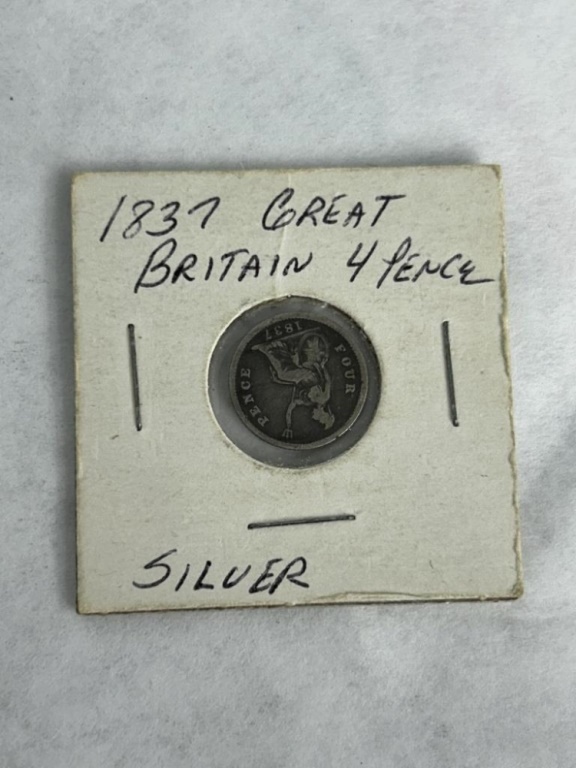 1837 GREAT
BRITAIN 4 PENCE
FOUR
PENCE
1837
SILVER